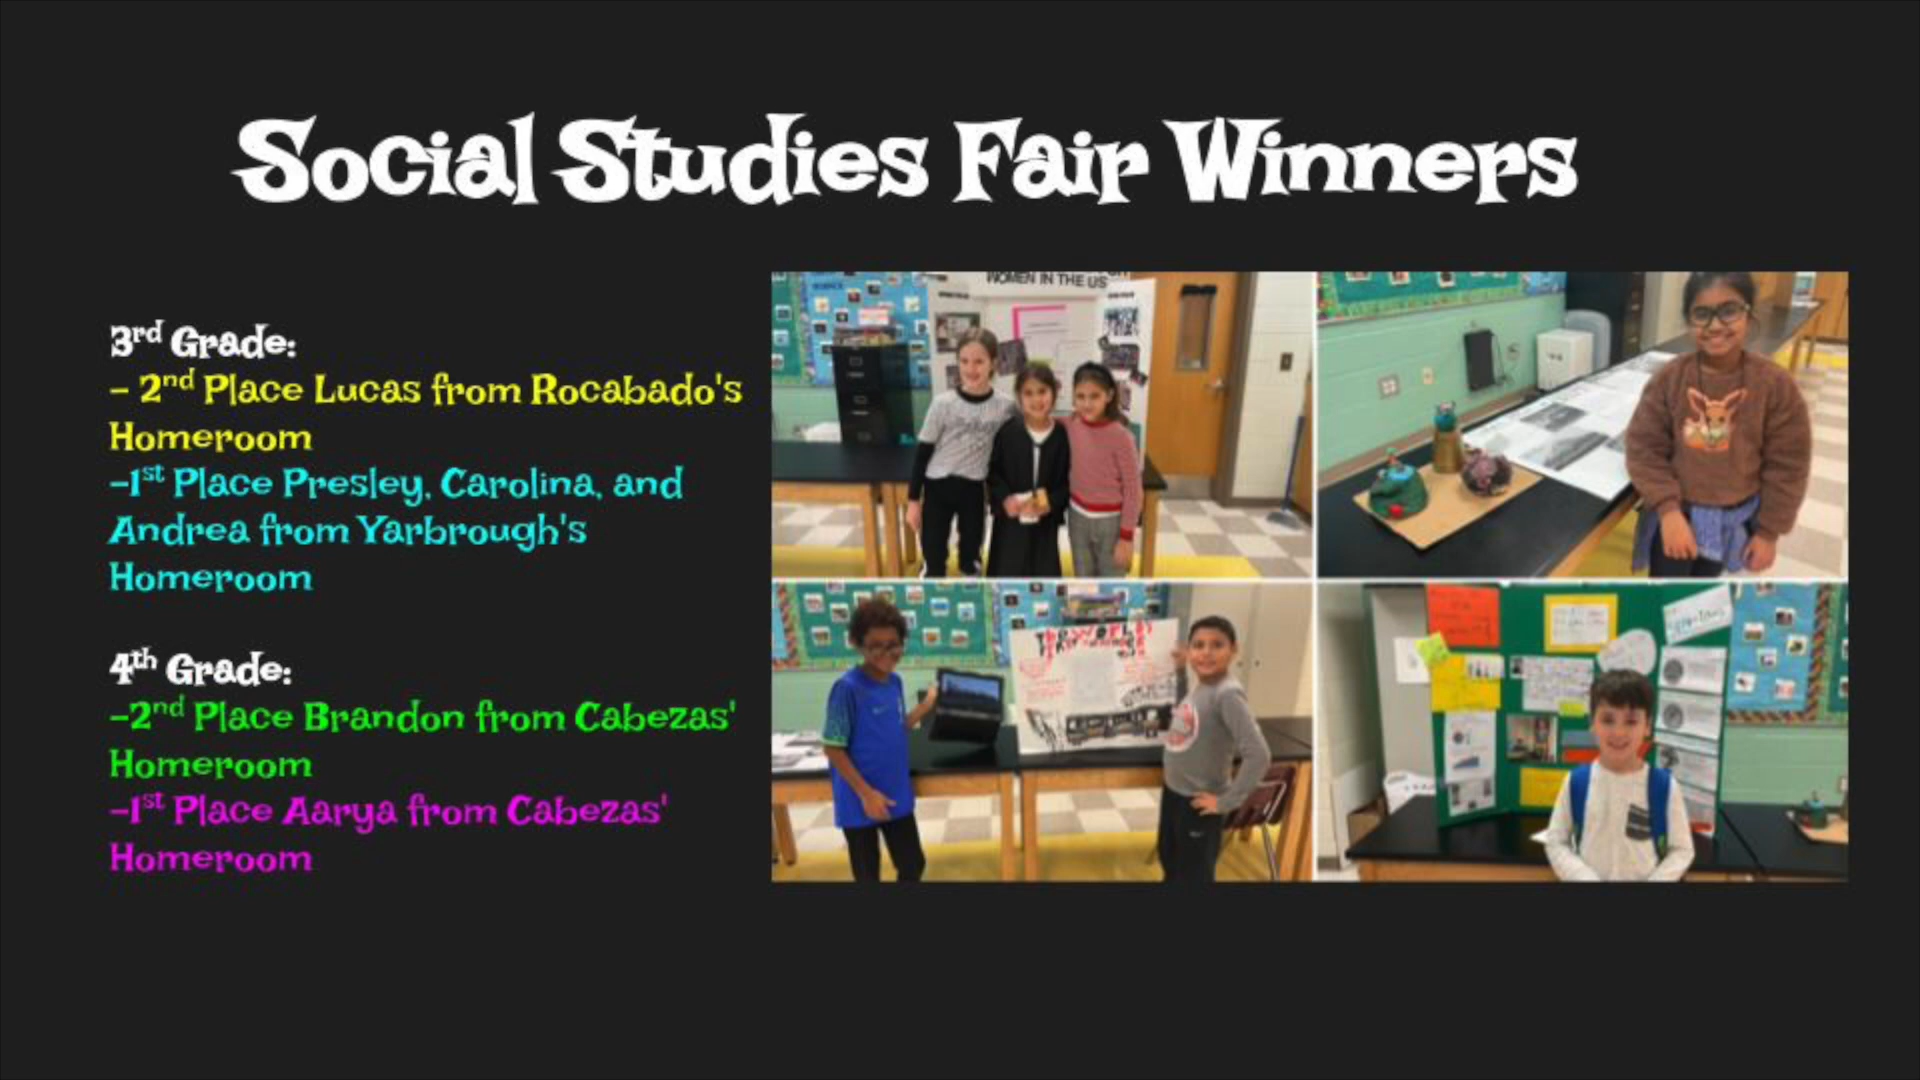 Social Studies Fair Winners
3rd Grade:
- 2nd Place Lucas from Rocabado's
Homeroom
-1st Place Presley, Carolina, and
Andrea from Yarbrough's
Homeroom
4th Grade:
-2nd Place Brandon from Cabezas'
Homeroom
-1st Place Aarya from Cabezas'
Homeroom
WOMEN IN THE US